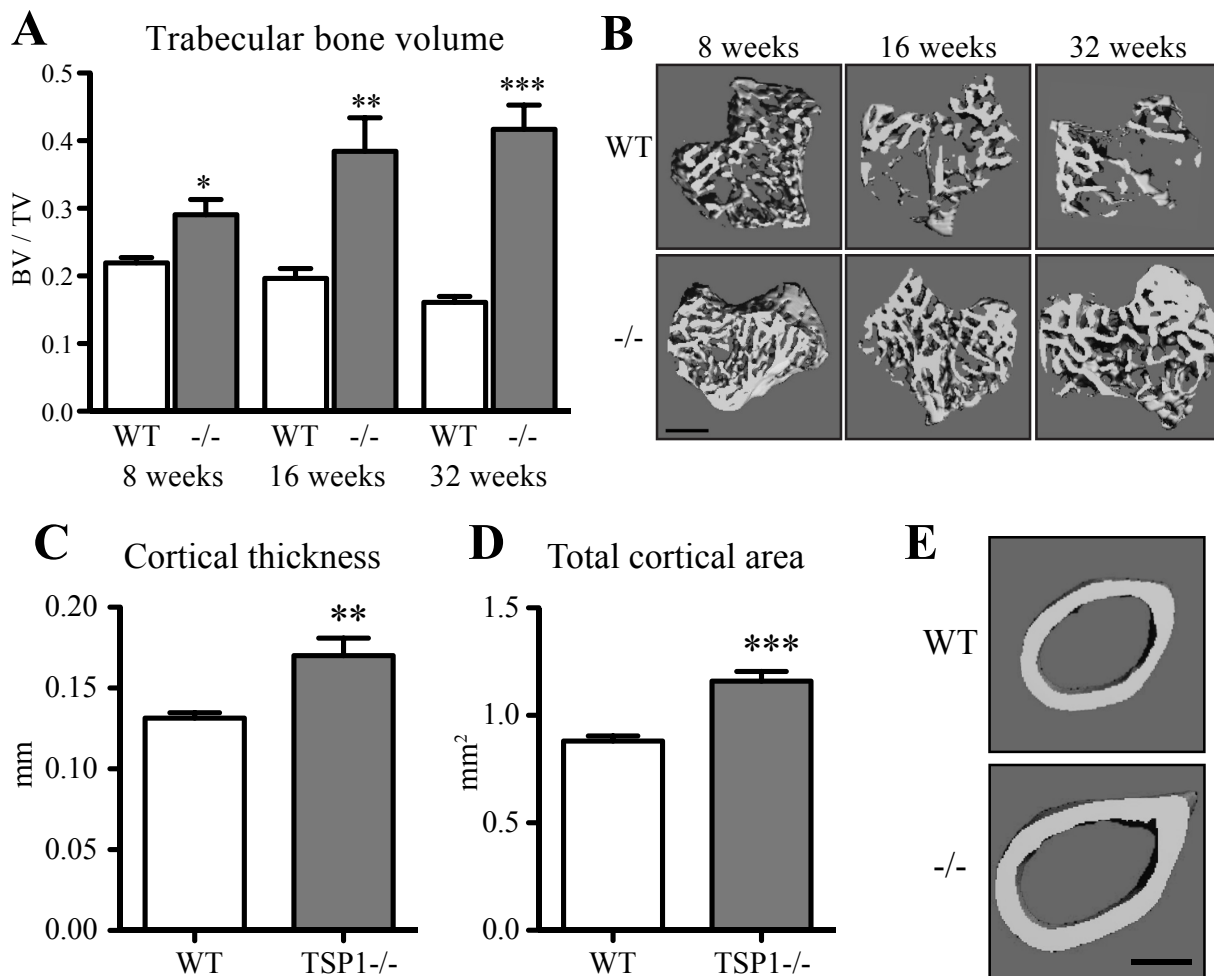 A
Trabecular bone volume
BV / TV
0.5
0.4
0.3
0.2
0.1
0.0
*
**
***
WT -/- WT -/- WT -/-
8 weeks 16 weeks 32 weeks
B
8 weeks 16 weeks 32 weeks
WT
-/-
C
Cortical thickness
mm
0.20
0.15
0.10
0.05
0.00
**
WT TSP1-/-
D
Total cortical area
mm²
1.5
1.0
0.5
0.0
***
WT TSP1-/-
E
WT
-/-